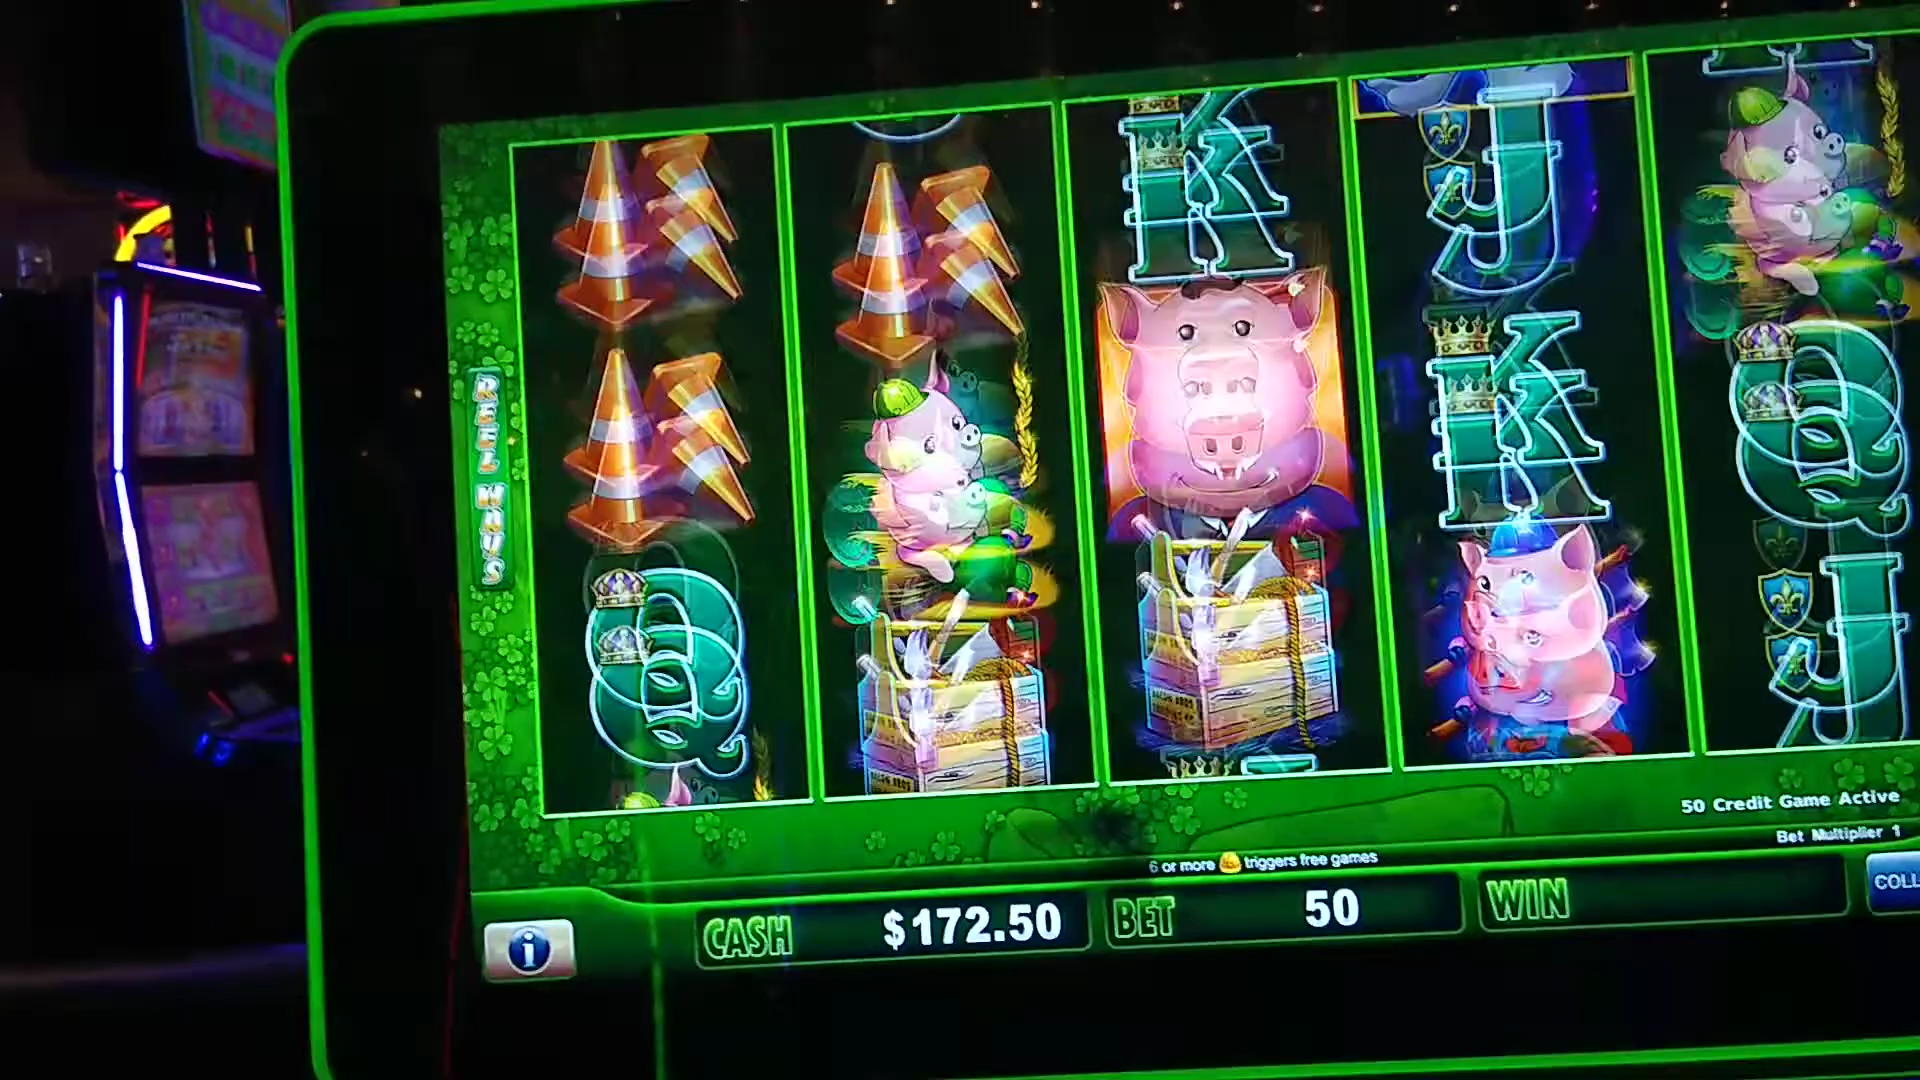 K
J
REEL WAYS
K
Q
Q
J
50 Credit Game Active
Bet Multiplier 1
6 or more triggers free games
CASH $172.50 BET 50 WIN COLL
i